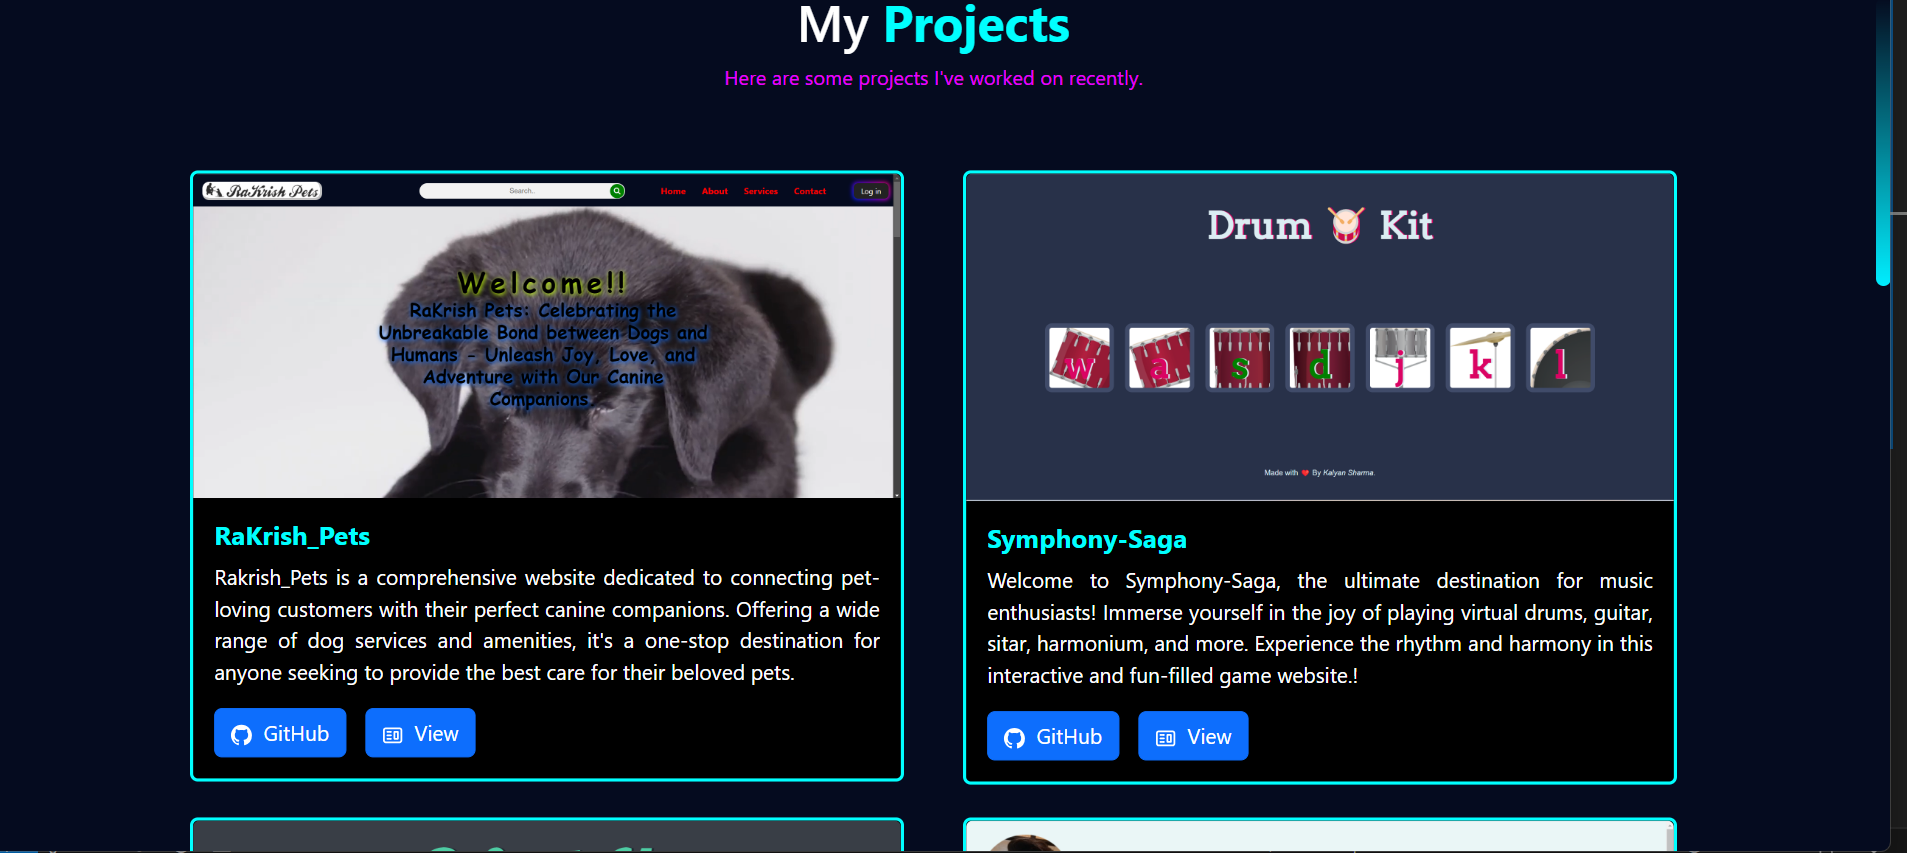 My Projects
Here are some projects I've worked on recently.
RaKrish Pets
Search..
Home About Services Contact
Log in
Welcome!!
RaKrish Pets: Celebrating the
Unbreakable Bond between Dogs and
Humans - Unleash Joy, Love, and
Adventure with Our Canine
Companions.
RaKrish_Pets
Rakrish_Pets is a comprehensive website dedicated to connecting pet-
loving customers with their perfect canine companions. Offering a wide
range of dog services and amenities, it's a one-stop destination for
anyone seeking to provide the best care for their beloved pets.
GitHub
View
Drum Kit
w a s d j k l
Made with ❤ By Kalyan Sharma.
Symphony-Saga
Welcome to Symphony-Saga, the ultimate destination for music
enthusiasts! Immerse yourself in the joy of playing virtual drums, guitar,
sitar, harmonium, and more. Experience the rhythm and harmony in this
interactive and fun-filled game website.!
GitHub
View